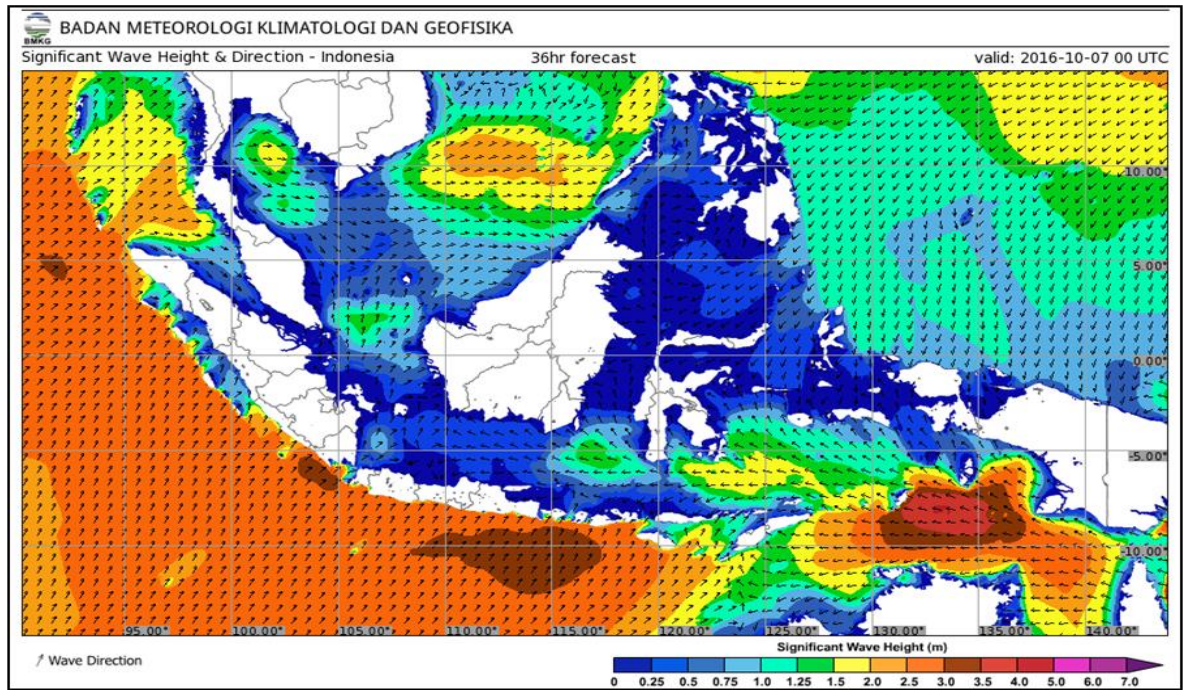 BMKG
BADAN METEOROLOGI KLIMATOLOGI DAN GEOFISIKA
Significant Wave Height & Direction - Indonesia 36hr forecast valid: 2016-10-07 00 UTC
10.00°
5.00°
0.00°
-5.00°
-10.00°
95.00° 100.00° 105.00° 110.00° 115.00° 120.00° 125.00° 130.00° 135.00° 140.00°
Wave Direction
Significant Wave Height (m)
0 0.25 0.5 0.75 1.0 1.25 1.5 2.0 2.5 3.0 3.5 4.0 5.0 6.0 7.0